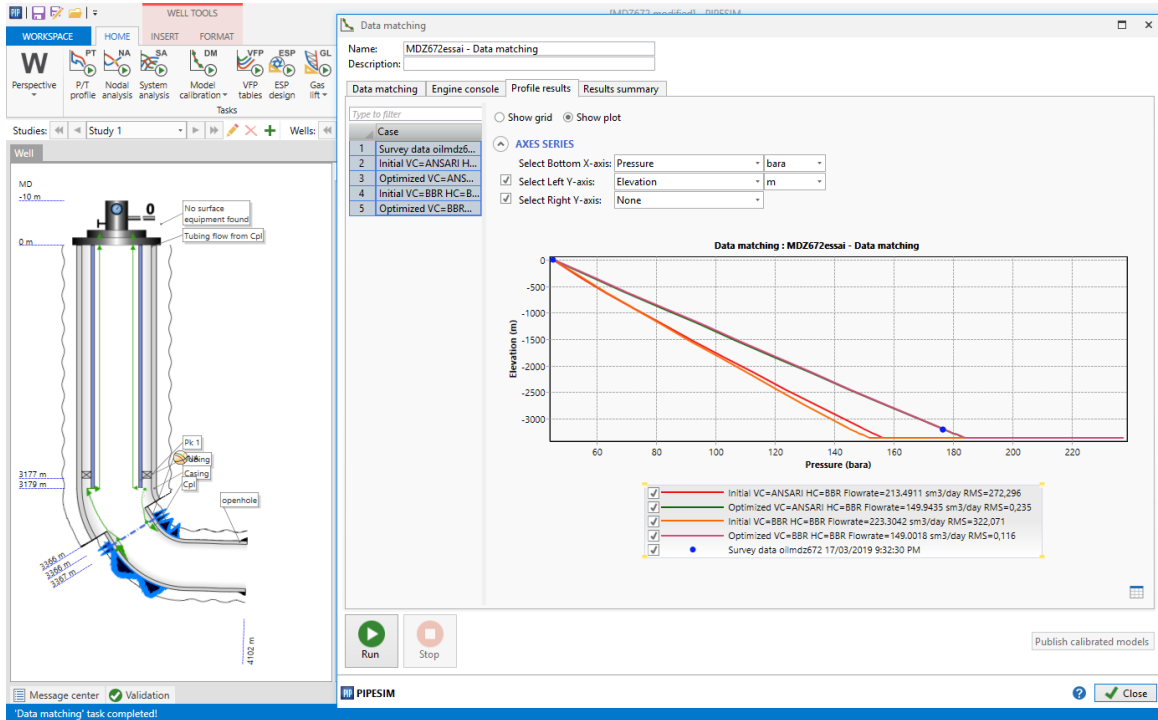 WELL TOOLS
[MDZ672 modified] - PIPESIM
WORKSPACE HOME INSERT FORMAT
W
Perspective
PT
P/T profile
NA
Nodal analysis
SA
System analysis
DM
Model calibration
VFP
VFP tables
ESP
ESP design
GL
Gas lift
Tasks
Studies: Study 1 Wells:
Well
MD
-10 m
0
No surface
equipment found
Tubing flow from Cpl
0 m
Pk 1
NA
Casing
Cpl
3177 m
3179 m
openhole
3366 m
3366 m
3367 m
4102 m
Message center Validation
'Data matching' task completed!
Data matching
Name: MDZ672essai - Data matching
Description:
Data matching Engine console Profile results Results summary
Type to filter
Case
1 Survey data oilmdz6...
2 Initial VC=ANSARI H...
3 Optimized VC=ANS...
4 Initial VC=BBR HC=B...
5 Optimized VC=BBR...
Show grid Show plot
AXES SERIES
Select Bottom X-axis: Pressure bara
Select Left Y-axis: Elevation m
Select Right Y-axis: None
Data matching : MDZ672essai - Data matching
0
-500
-1000
-1500
-2000
-2500
-3000
Elevation (m)
60 80 100 120 140 160 180 200 220
Pressure (bara)
Initial VC=ANSARI HC=BBR Flowrate=213.4911 sm3/day RMS=272,296
Optimized VC=ANSARI HC=BBR Flowrate=149.9435 sm3/day RMS=0,235
Initial VC=BBR HC=BBR Flowrate=223.3042 sm3/day RMS=322,071
Optimized VC=BBR HC=BBR Flowrate=149.0018 sm3/day RMS=0,116
Survey data oilmdz672 17/03/2019 9:32:30 PM
Run Stop
Publish calibrated models
PIPESIM
Close